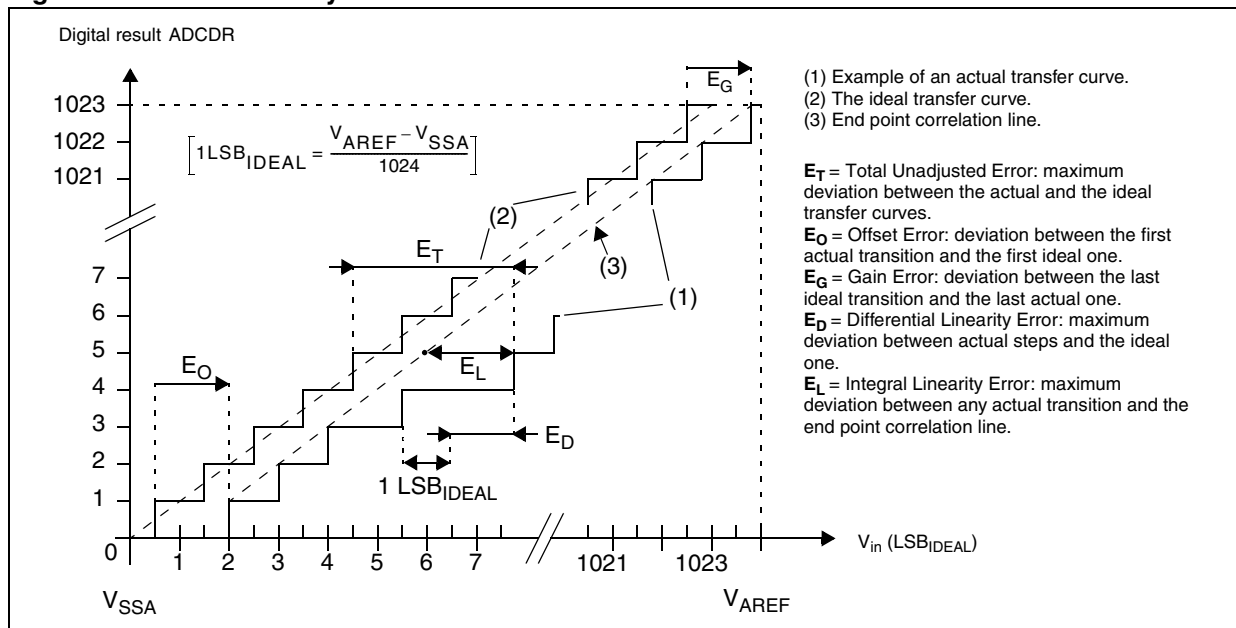 Digital result ADCDR
1023
1022
1021
7
6
5
4
3
2
1
0
[1LSB_IDEAL = (V_AREF − V_SSA) / 1024]
E_G
(2)
E_T
(3)
(1)
E_O
E_L
E_D
1 LSB_IDEAL
1 2 3 4 5 6 7 1021 1023
V_in (LSB_IDEAL)
V_SSA
V_AREF
(1) Example of an actual transfer curve.
(2) The ideal transfer curve.
(3) End point correlation line.
E_T = Total Unadjusted Error: maximum
deviation between the actual and the ideal
transfer curves.
E_O = Offset Error: deviation between the first
actual transition and the first ideal one.
E_G = Gain Error: deviation between the last
ideal transition and the last actual one.
E_D = Differential Linearity Error: maximum
deviation between actual steps and the ideal
one.
E_L = Integral Linearity Error: maximum
deviation between any actual transition and the
end point correlation line.